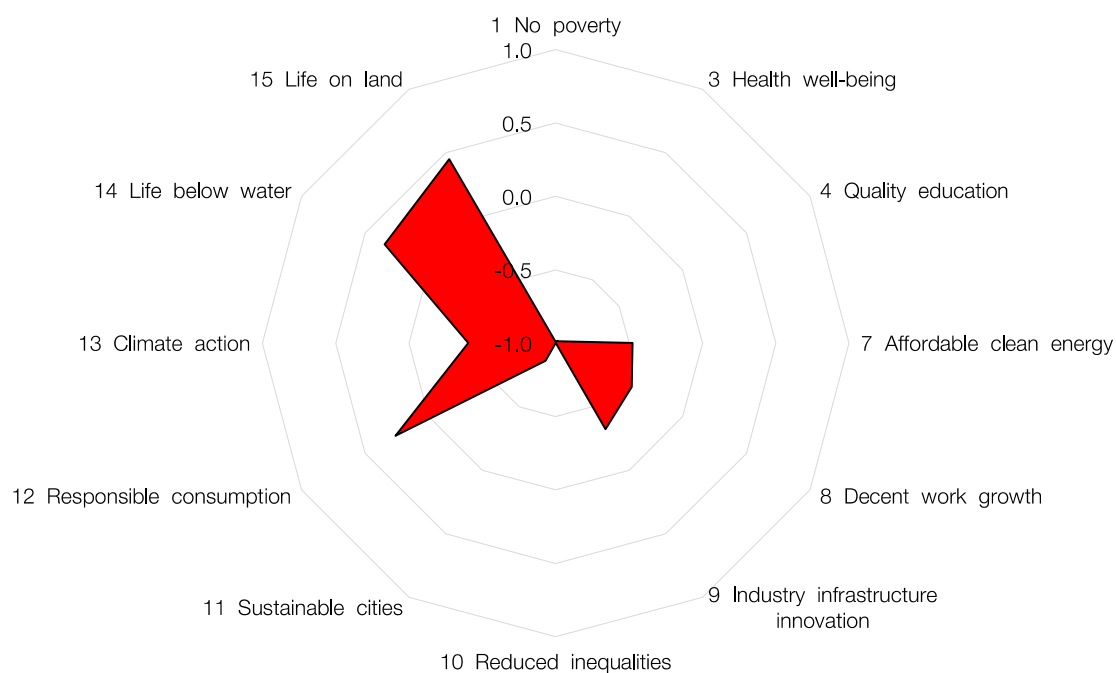 1 No poverty
1.0
15 Life on land
3 Health well-being
0.5
14 Life below water
4 Quality education
0.0
-0.5
13 Climate action
-1.0
7 Affordable clean energy
12 Responsible consumption
8 Decent work growth
11 Sustainable cities
9 Industry infrastructure
innovation
10 Reduced inequalities